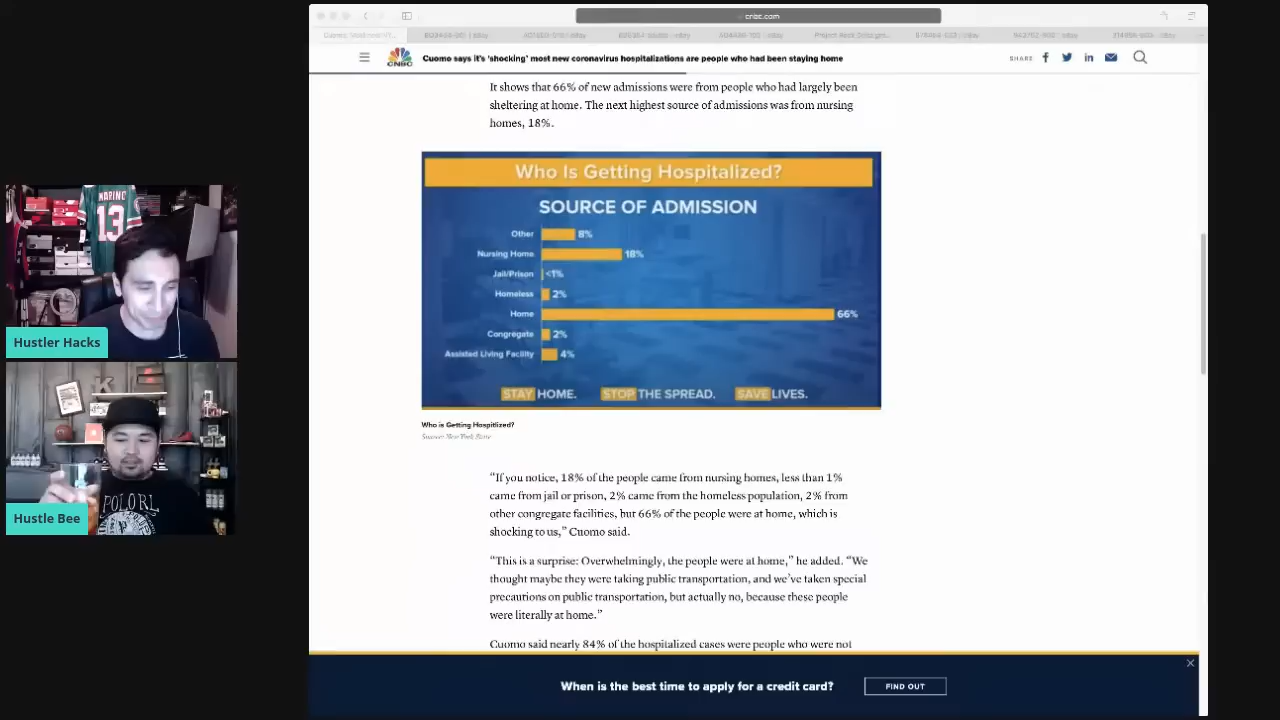 cnbc.com
CNBC
Cuomo says it's 'shocking' most new coronavirus hospitalizations are people who had been staying home
SHARE
It shows that 66% of new admissions were from people who had largely been
sheltering at home. The next highest source of admissions was from nursing
homes, 18%.
Who Is Getting Hospitalized?
SOURCE OF ADMISSION
Other 8%
Nursing Home 18%
Jail/Prison <1%
Homeless 2%
Home 66%
Congregate 2%
Assisted Living Facility 4%
STAY HOME. STOP THE SPREAD. SAVE LIVES.
Who is Getting Hospitlized?
Source: New York State
“If you notice, 18% of the people came from nursing homes, less than 1%
came from jail or prison, 2% came from the homeless population, 2% from
other congregate facilities, but 66% of the people were at home, which is
shocking to us,” Cuomo said.
“This is a surprise: Overwhelmingly, the people were at home,” he added. “We
thought maybe they were taking public transportation, and we’ve taken special
precautions on public transportation, but actually no, because these people
were literally at home.”
Cuomo said nearly 84% of the hospitalized cases were people who were not
When is the best time to apply for a credit card?
FIND OUT
MARINO
13
Hustler Hacks
K
POLORI
Hustle Bee